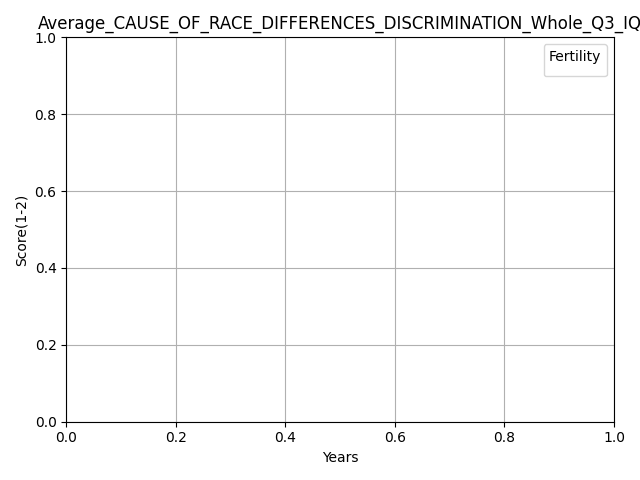 Average_CAUSE_OF_RACE_DIFFERENCES_DISCRIMINATION_Whole_Q3_IQ
Fertility
1.0
0.8
0.6
0.4
0.2
0.0
Score(1-2)
0.0 0.2 0.4 0.6 0.8 1.0
Years